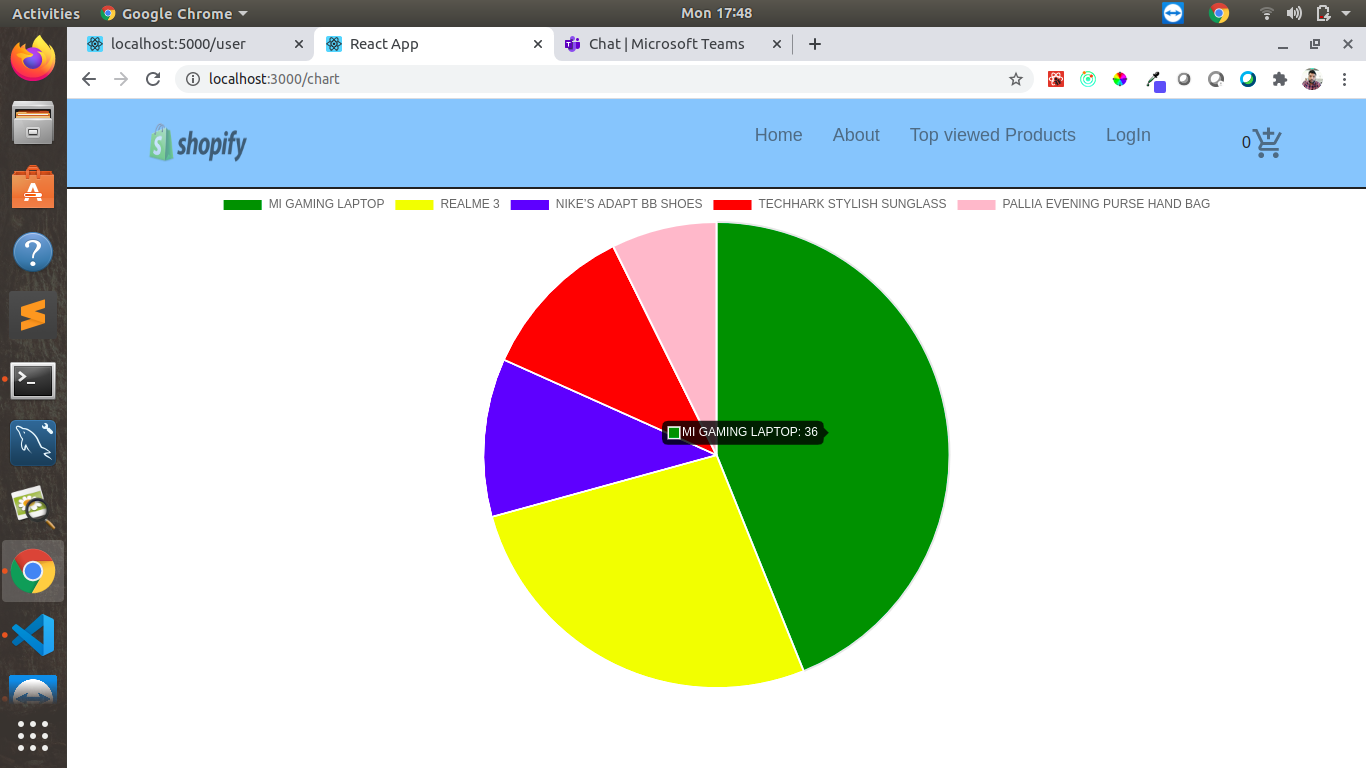 Activities Google Chrome Mon 17:48
localhost:5000/user React App Chat | Microsoft Teams
localhost:3000/chart
shopify Home About Top viewed Products LogIn 0
MI GAMING LAPTOP REALME 3 NIKE'S ADAPT BB SHOES TECHHARK STYLISH SUNGLASS PALLIA EVENING PURSE HAND BAG
MI GAMING LAPTOP: 36